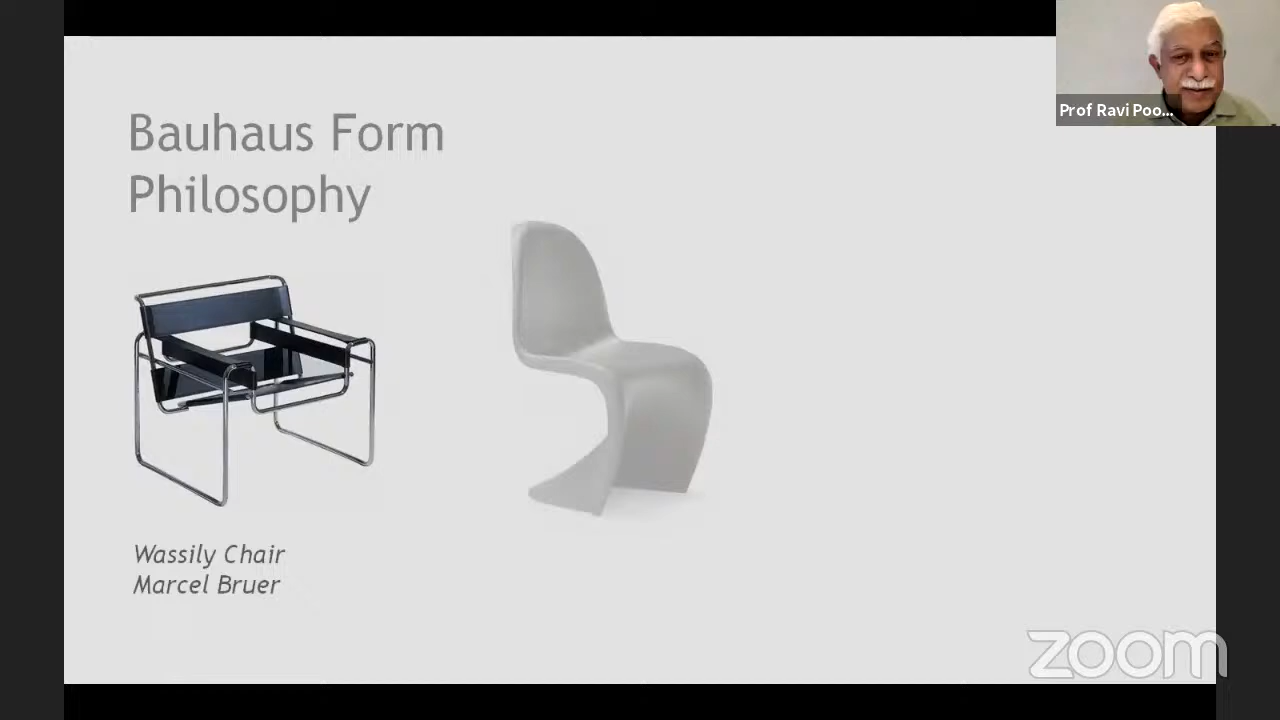 Prof Ravi Poo...
Bauhaus Form
Philosophy
Wassily Chair
Marcel Bruer
zoom